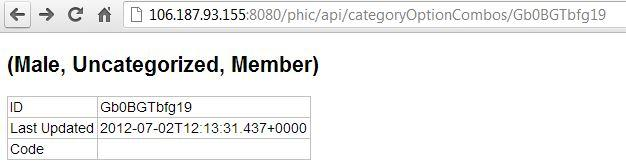 106.187.93.155:8080/phic/api/categoryOptionCombos/Gb0BGTbfg19
(Male, Uncategorized, Member)
ID Gb0BGTbfg19
Last Updated 2012-07-02T12:13:31.437+0000
Code